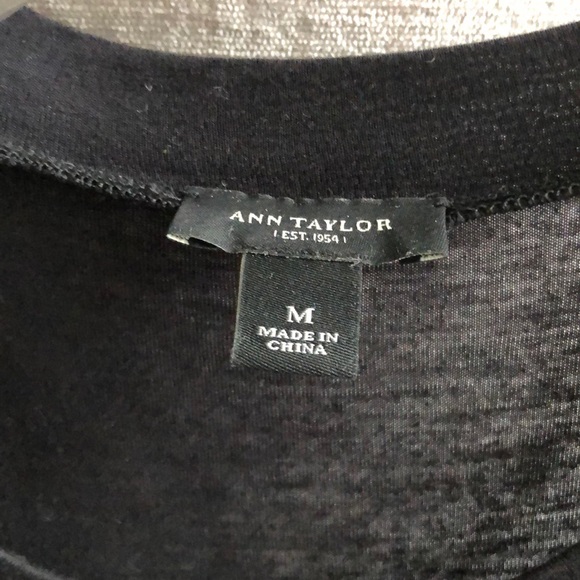 ANN TAYLOR
| EST. 1954 |
M
MADE IN
CHINA